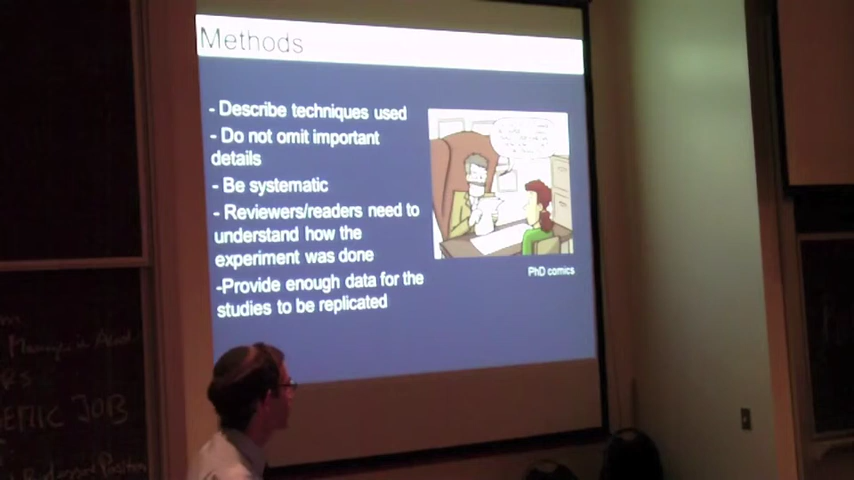 Methods
- Describe techniques used
- Do not omit important
details
- Be systematic
- Reviewers/readers need to
understand how the
experiment was done
-Provide enough data for the
studies to be replicated
PhD comics
JOB